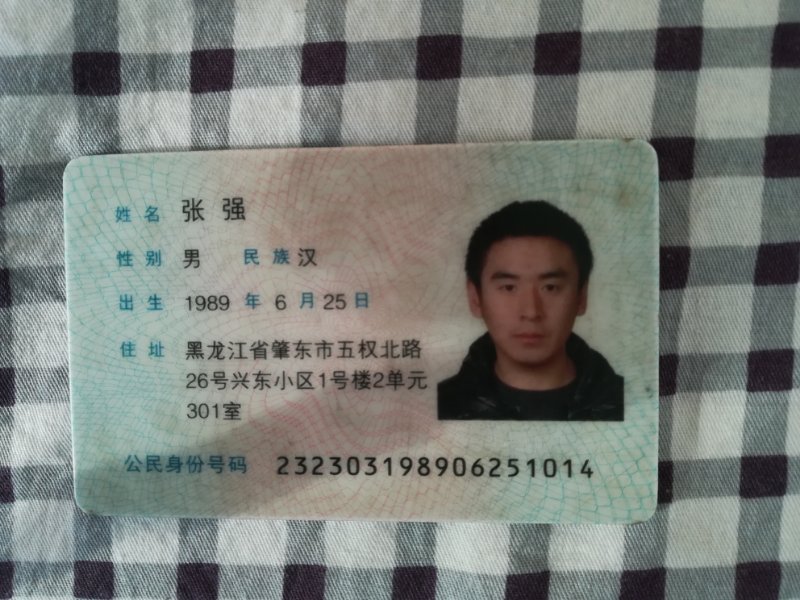 姓名 张强
性别 男 民族 汉
出生 1989 年 6 月 25 日
住址 黑龙江省肇东市五权北路
26号兴东小区1号楼2单元
301室
公民身份号码 232303198906251014